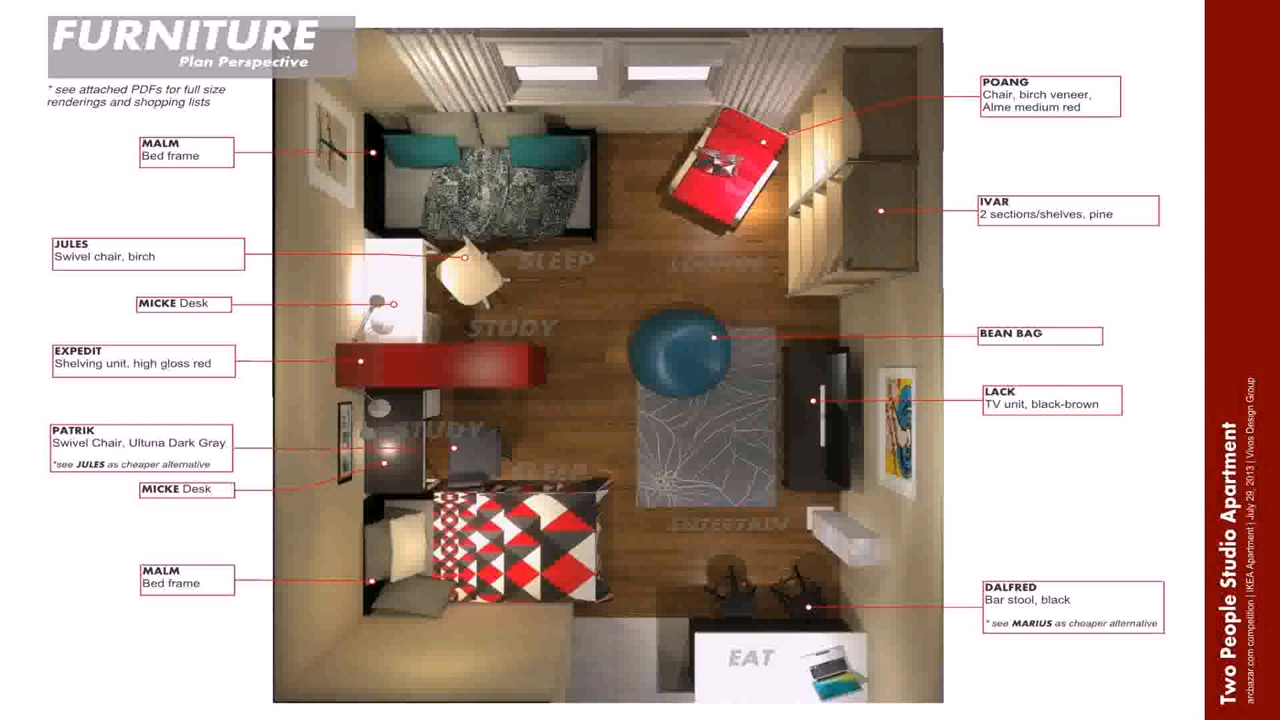 FURNITURE
Plan Perspective
* see attached PDFs for full size
renderings and shopping lists
MALM
Bed frame
JULES
Swivel chair, birch
MICKE Desk
EXPEDIT
Shelving unit, high gloss red
PATRIK
Swivel Chair, Ultuna Dark Gray
*see JULES as cheaper alternative
MICKE Desk
MALM
Bed frame
SLEEP
STUDY
STUDY
ENTERTAIN
EAT
POANG
Chair, birch veneer,
Alme medium red
IVAR
2 sections/shelves, pine
BEAN BAG
LACK
TV unit, black-brown
DALFRED
Bar stool, black
* see MARIUS as cheaper alternative
Two People Studio Apartment
arcbazar.com competition | IKEA Apartment | July 29, 2013 | Vivos Design Group